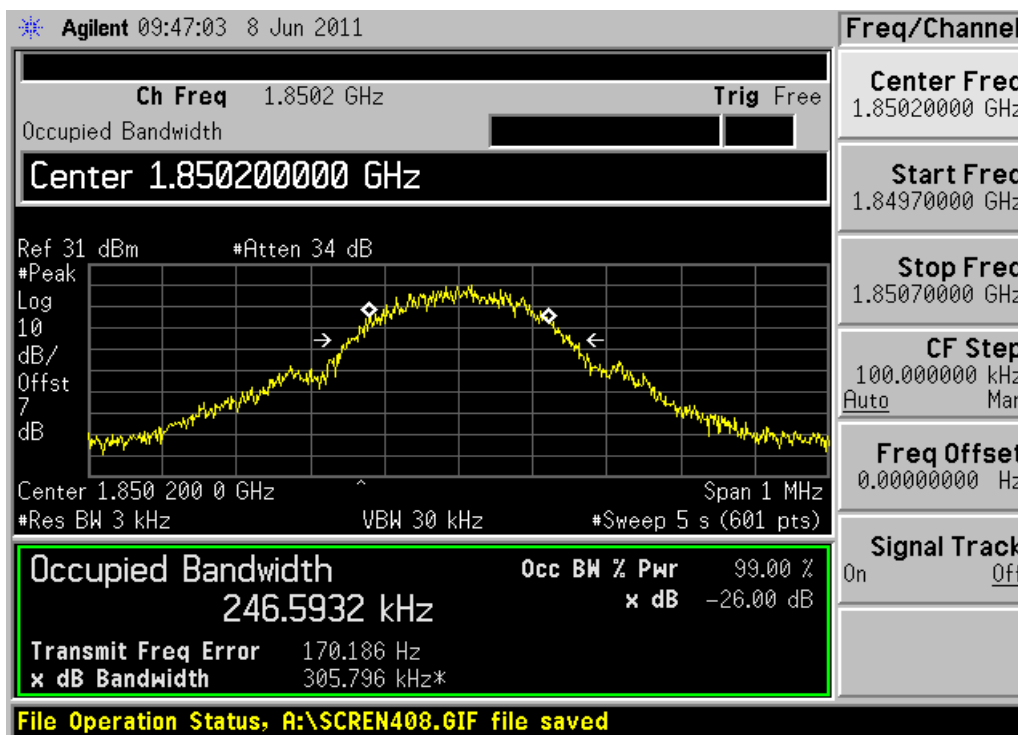 Agilent 09:47:03 8 Jun 2011
Freq/Channel
Ch Freq 1.8502 GHz Trig Free
Occupied Bandwidth
Center 1.850200000 GHz
Ref 31 dBm #Atten 34 dB
#Peak
Log
10
dB/
Offst
7
dB
Center 1.850 200 0 GHz Span 1 MHz
#Res BW 3 kHz VBW 30 kHz #Sweep 5 s (601 pts)
Occupied Bandwidth Occ BW % Pwr 99.00 %
246.5932 kHz x dB -26.00 dB
Transmit Freq Error 170.186 Hz
x dB Bandwidth 305.796 kHz*
File Operation Status, A:\SCREN408.GIF file saved
Center Freq
1.85020000 GHz
Start Freq
1.84970000 GHz
Stop Freq
1.85070000 GHz
CF Step
100.000000 kHz
Auto Man
Freq Offset
0.00000000 Hz
Signal Track
On Off